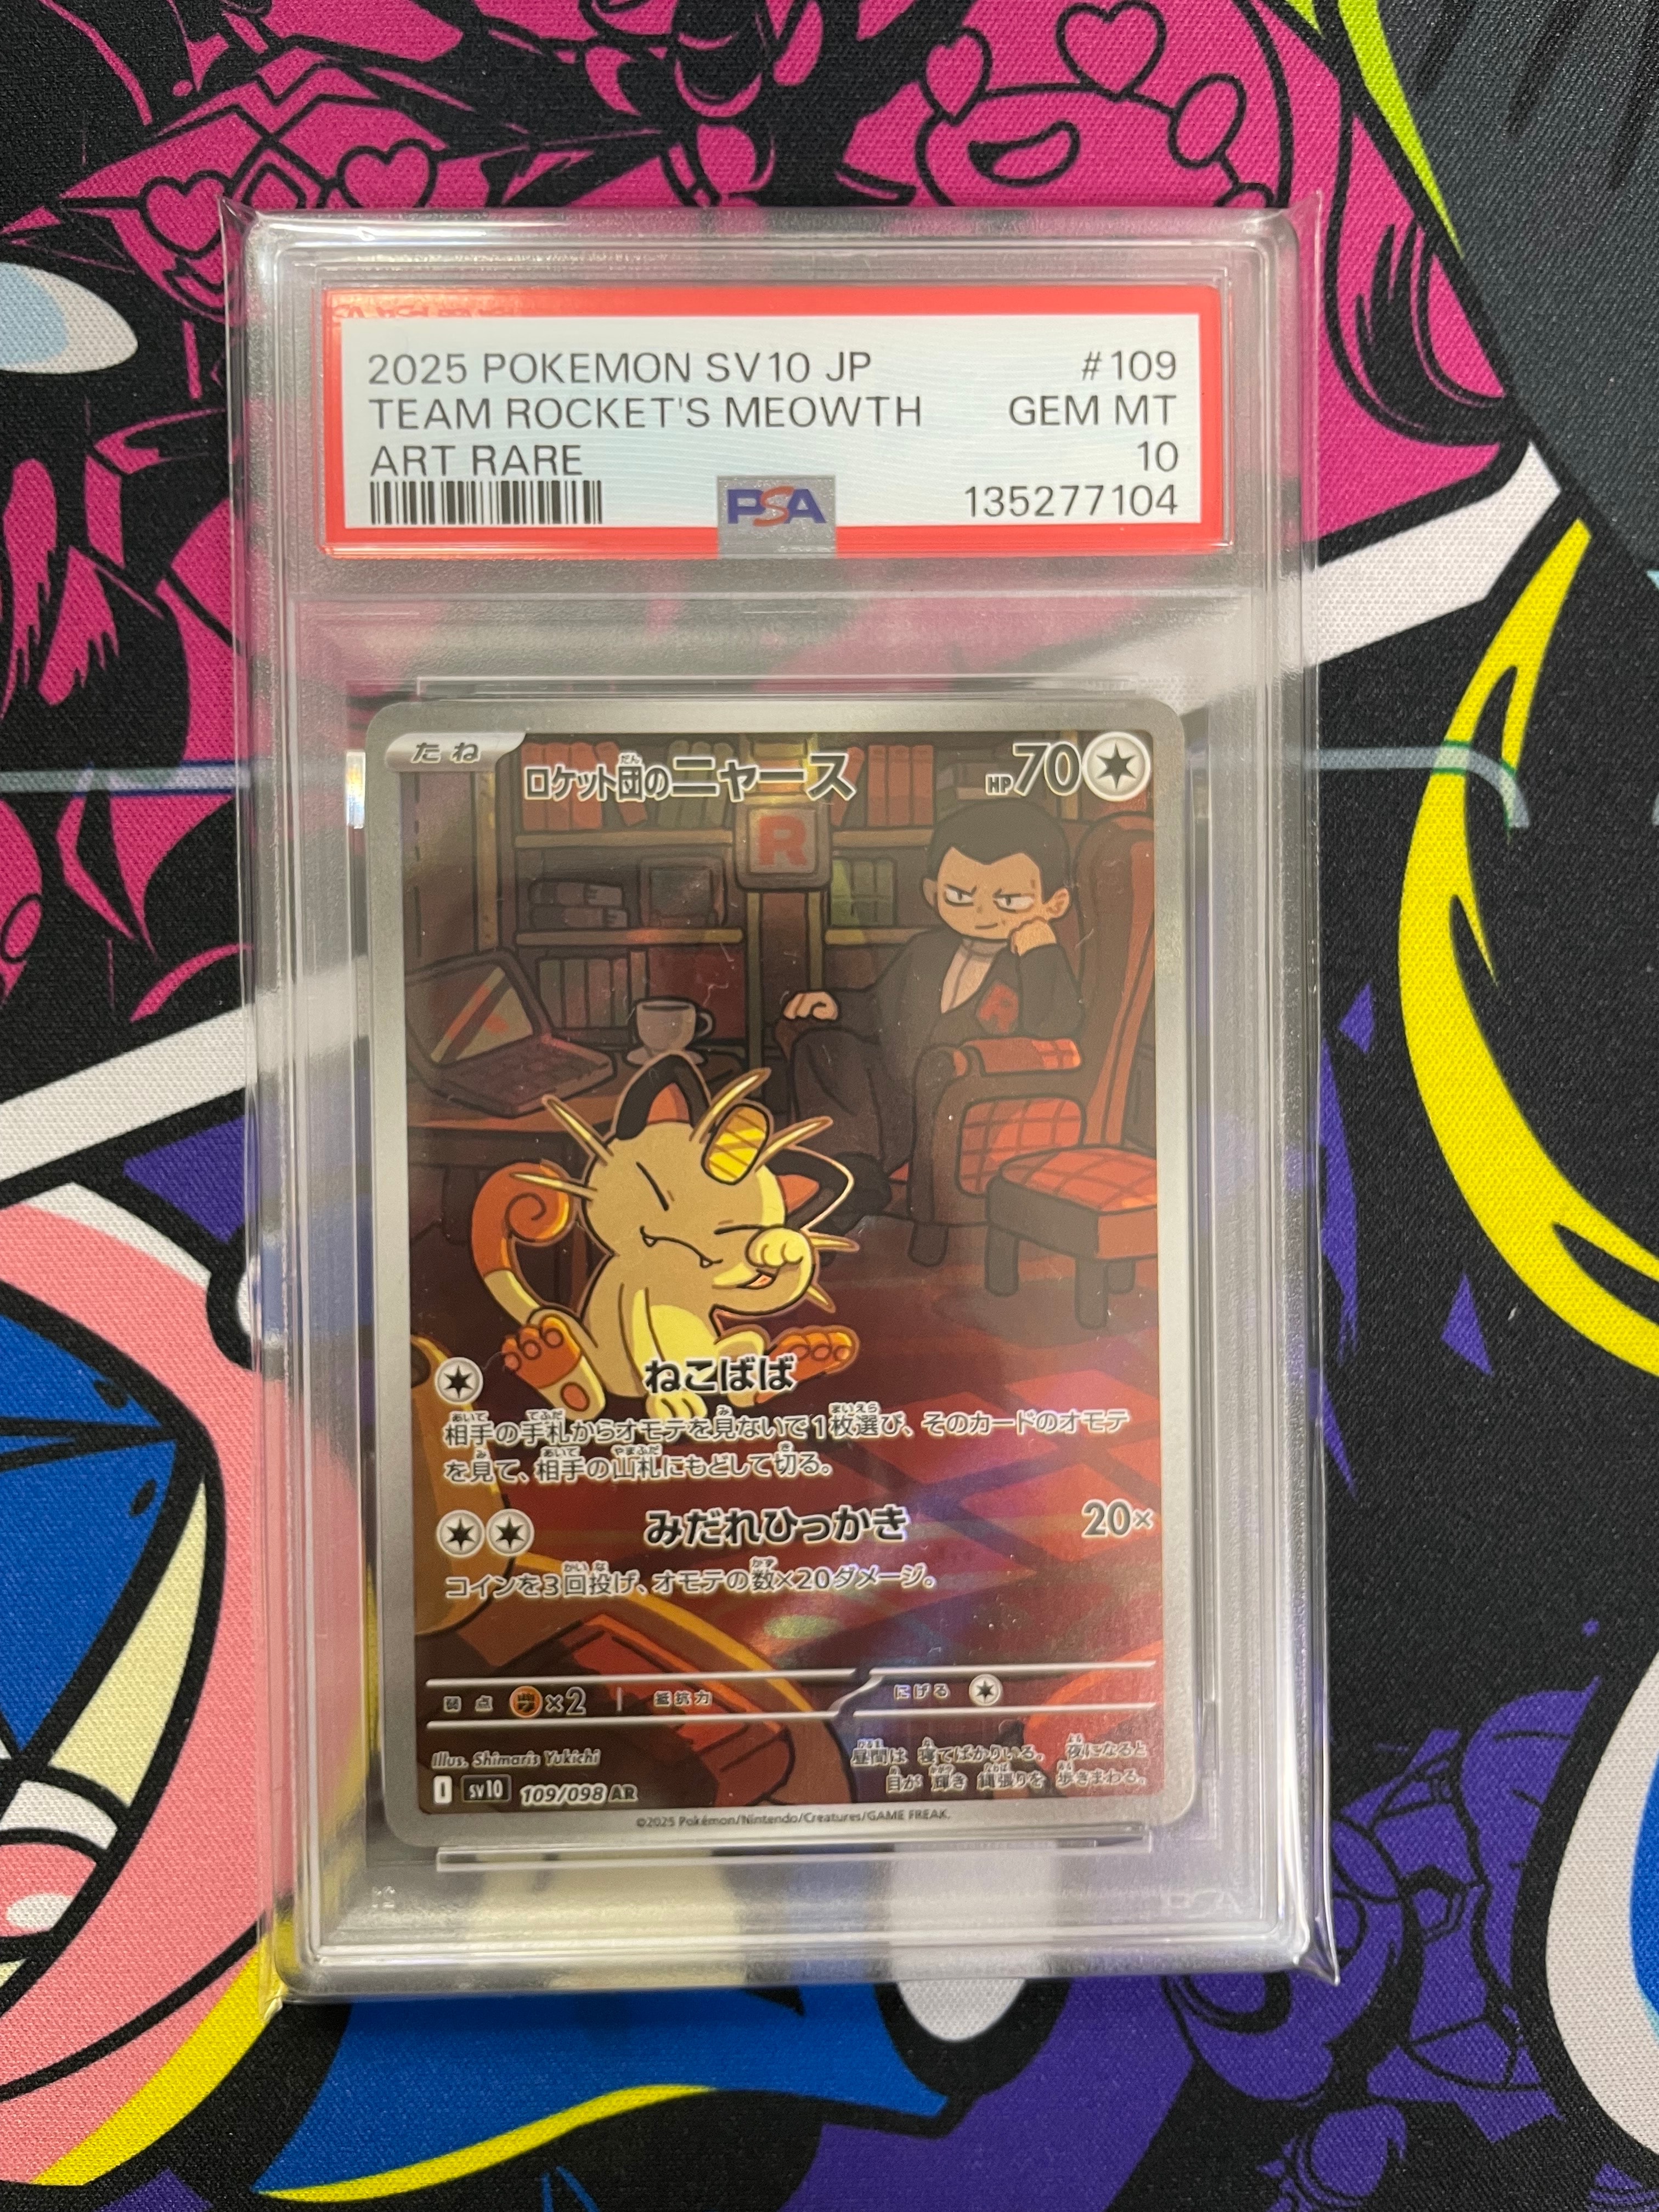 2025 POKEMON SV10 JP #109
TEAM ROCKET'S MEOWTH GEM MT
ART RARE 10
PSA 135277104
たね ロケット団のニャース HP70
だん
R
R
ねこばば
相手の手札からオモテを見ないで1枚選び、そのカードのオモテ
を見て、相手の山札にもどして切る。
みだれひっかき 20×
コインを3回投げ、オモテの数×20ダメージ。
弱点 ×2 抵抗力 にげる
Illus. Shimaris Yukichi
昼間は 寝てばかりいる。 夜になると
目が 輝き 縄張りを 歩きまわる。
I sv10 109/098 AR
©2025 Pokémon/Nintendo/Creatures/GAME FREAK.